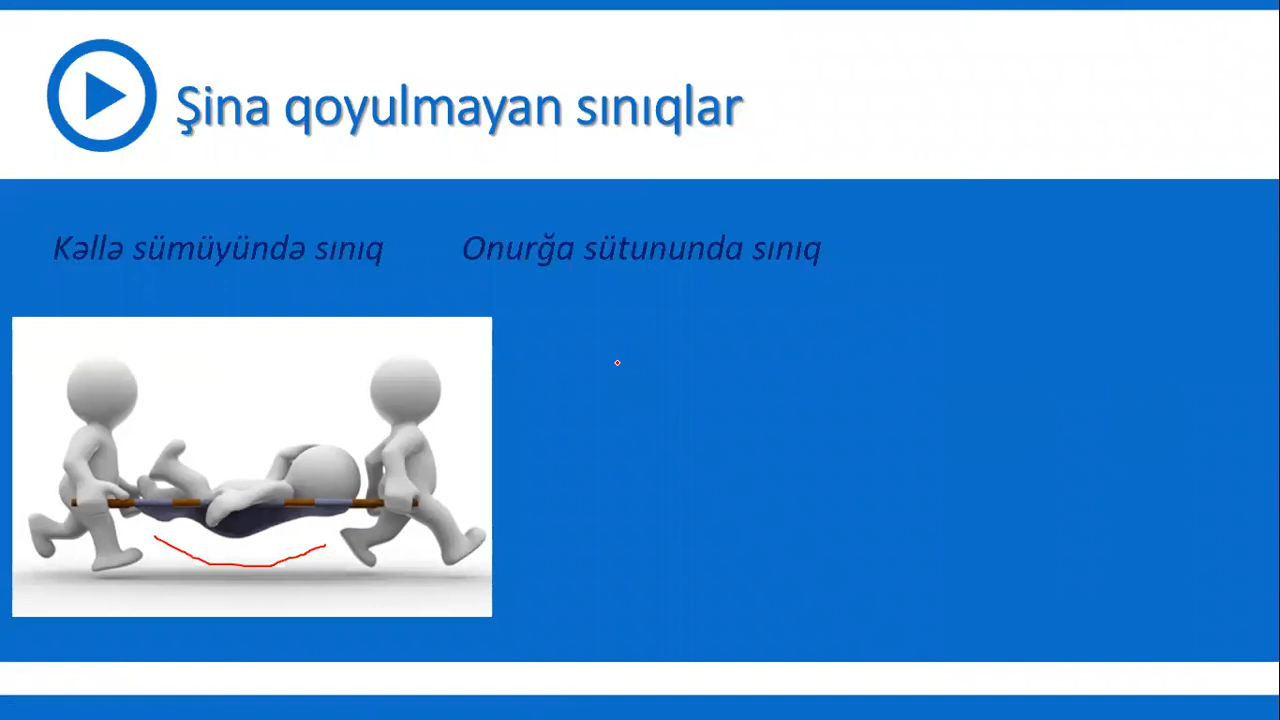 Şina qoyulmayan sınıqlar
Kəllə sümüyündə sınıq
Onurğa sütununda sınıq